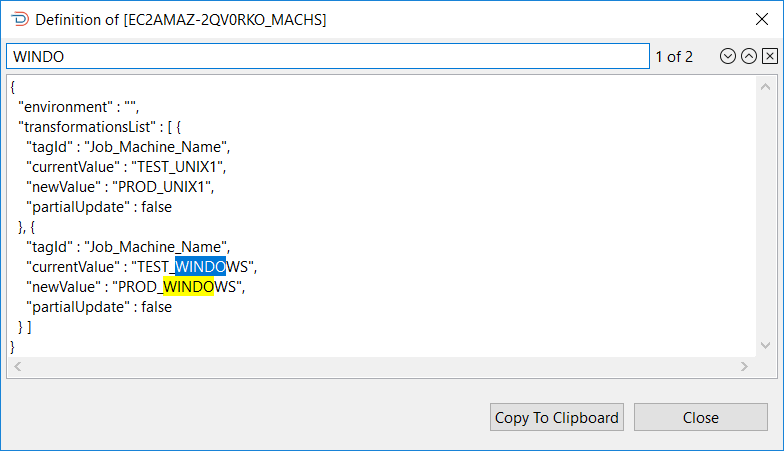 Definition of [EC2AMAZ-2QV0RKO_MACHS]
WINDO 1 of 2
{
"environment" : "",
"transformationsList" : [ {
"tagId" : "Job_Machine_Name",
"currentValue" : "TEST_UNIX1",
"newValue" : "PROD_UNIX1",
"partialUpdate" : false
}, {
"tagId" : "Job_Machine_Name",
"currentValue" : "TEST_WINDOWS",
"newValue" : "PROD_WINDOWS",
"partialUpdate" : false
} ]
}
Copy To Clipboard Close